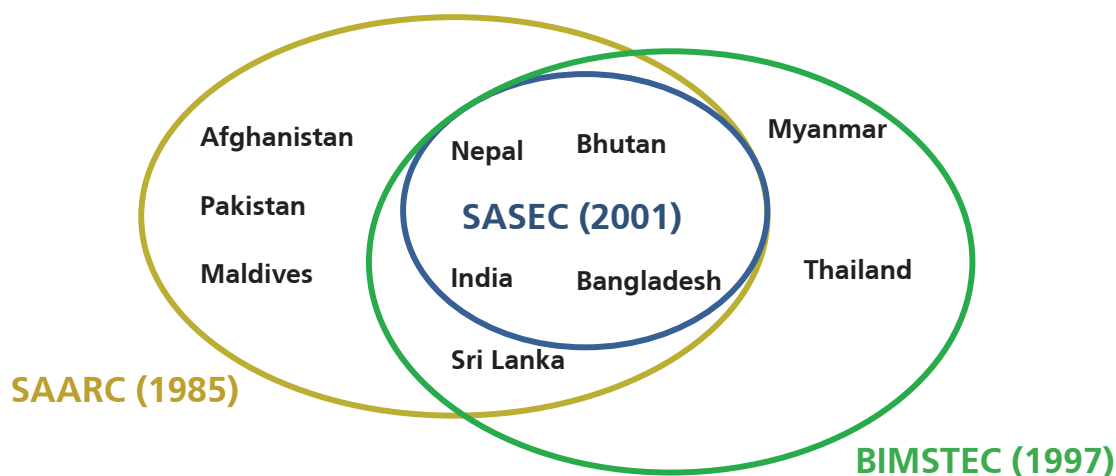 Afghanistan
Nepal
Bhutan
Myanmar
Pakistan
SASEC (2001)
Maldives
India
Bangladesh
Thailand
Sri Lanka
SAARC (1985)
BIMSTEC (1997)